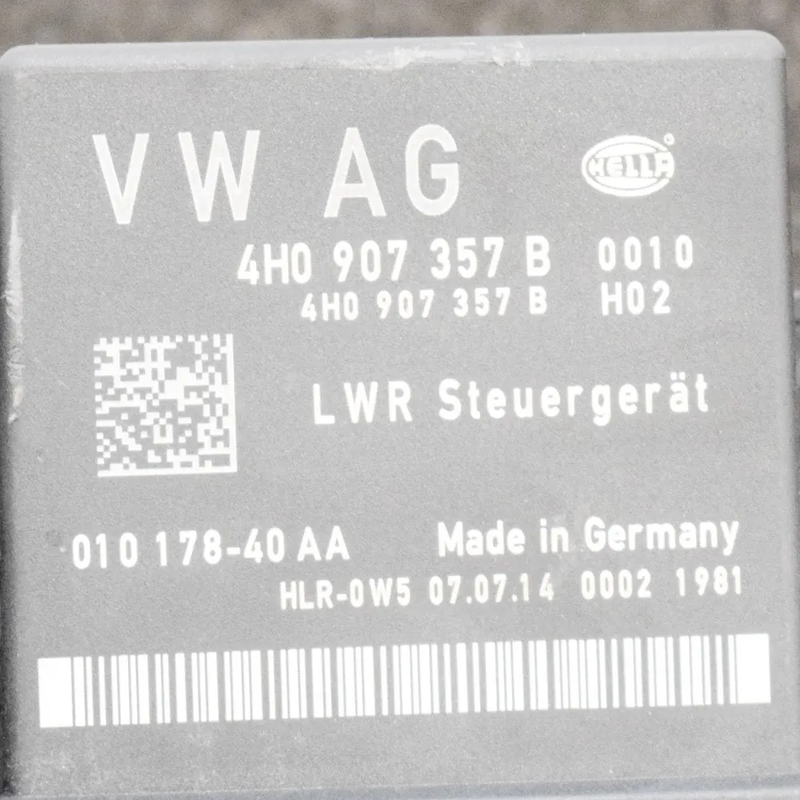 VW AG HELLA
4H0 907 357 B 0010
4H0 907 357 B H02
LWR Steuergerät
010 178-40 AA Made in Germany
HLR-0W5 07.07.14 0002 1981